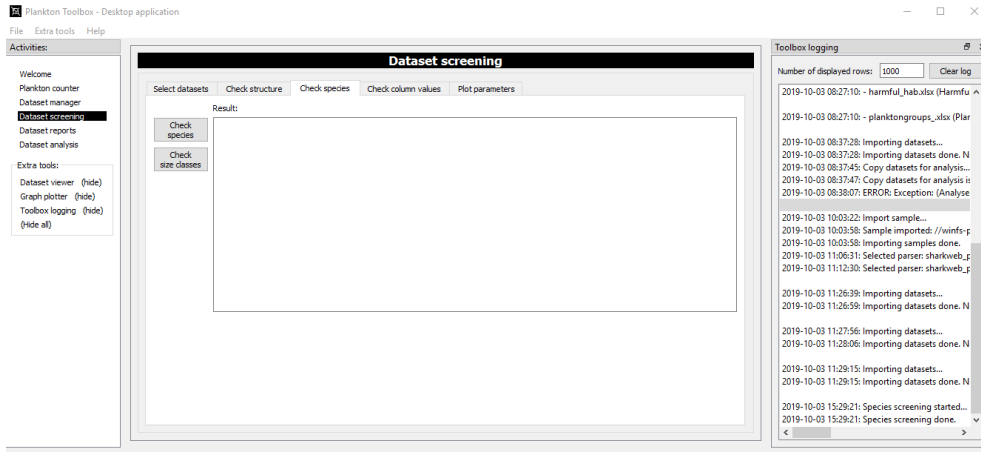 Plankton Toolbox - Desktop application
File Extra tools Help
Activities:
Welcome
Plankton counter
Dataset manager
Dataset screening
Dataset reports
Dataset analysis
Extra tools:
Dataset viewer (hide)
Graph plotter (hide)
Toolbox logging (hide)
(Hide all)
Dataset screening
Select datasets Check structure Check species Check column values Plot parameters
Result:
Check
species
Check
size classes
Toolbox logging
Number of displayed rows: 1000 Clear log
2019-10-03 08:27:10: - harmful_hab.xlsx (Harmfu
2019-10-03 08:27:10: - planktongroups_.xlsx (Plar
2019-10-03 08:37:28: Importing datasets...
2019-10-03 08:37:28: Importing datasets done. N
2019-10-03 08:37:45: Copy datasets for analysis...
2019-10-03 08:37:47: Copy datasets for analysis is
2019-10-03 08:38:07: ERROR: Exception: (Analyse
2019-10-03 10:03:22: Import sample...
2019-10-03 10:03:58: Sample imported: //winfs-p
2019-10-03 10:03:58: Importing samples done.
2019-10-03 11:06:31: Selected parser: sharkweb_p
2019-10-03 11:12:30: Selected parser: sharkweb_p
2019-10-03 11:26:39: Importing datasets...
2019-10-03 11:26:59: Importing datasets done. N
2019-10-03 11:27:56: Importing datasets...
2019-10-03 11:28:06: Importing datasets done. N
2019-10-03 11:29:15: Importing datasets...
2019-10-03 11:29:15: Importing datasets done. N
2019-10-03 15:29:21: Species screening started...
2019-10-03 15:29:21: Species screening done.